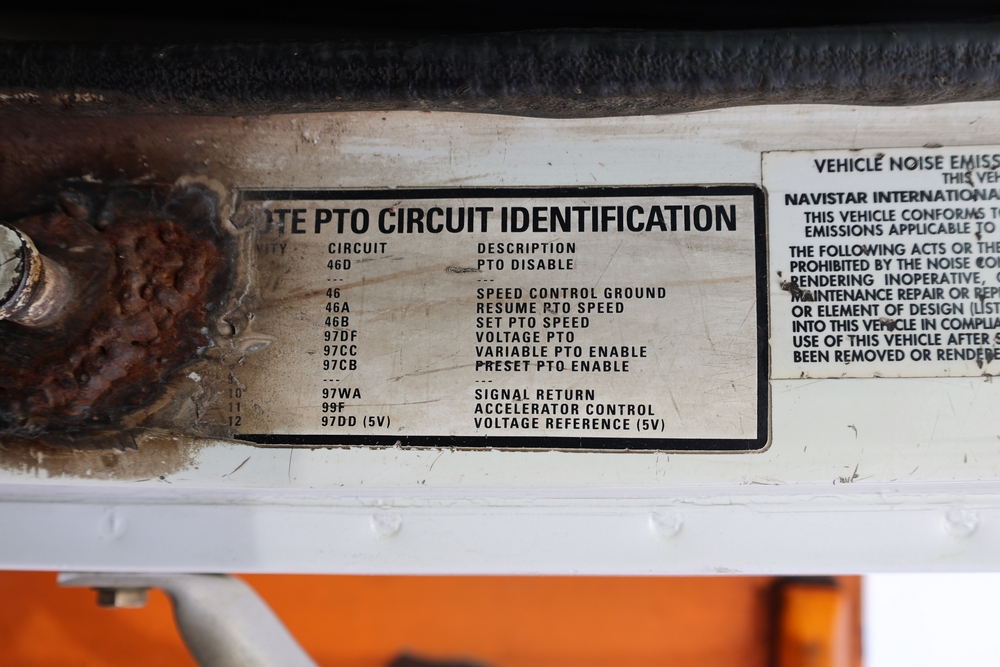 PTO CIRCUIT IDENTIFICATION
CIRCUIT DESCRIPTION
46D PTO DISABLE
--- ---
46 SPEED CONTROL GROUND
46A RESUME PTO SPEED
46B SET PTO SPEED
97DF VOLTAGE PTO
97CC VARIABLE PTO ENABLE
97CB PRESET PTO ENABLE
--- ---
10 97WA SIGNAL RETURN
11 99F ACCELERATOR CONTROL
12 97DD (5V) VOLTAGE REFERENCE (5V)
VEHICLE NOISE EMISS
THIS VEH
NAVISTAR INTERNATIONA
THIS VEHICLE CONFORMS TO
EMISSIONS APPLICABLE TO
THE FOLLOWING ACTS OR THE
PROHIBITED BY THE NOISE CO
RENDERING INOPERATIVE,
MAINTENANCE REPAIR OR REP
OR ELEMENT OF DESIGN (LIST
INTO THIS VEHICLE IN COMPLIA
USE OF THIS VEHICLE AFTER S
BEEN REMOVED OR RENDERE